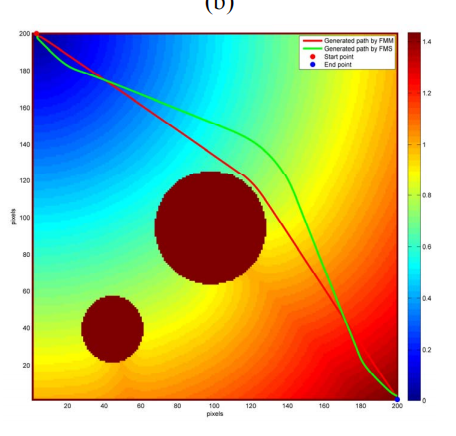 (b)
Generated path by FMM
Generated path by FMS
Start point
End point
200
180
160
140
120
100
80
60
40
20
pixels
20 40 60 80 100 120 140 160 180 200
pixels
1.4
1.2
1
0.8
0.6
0.4
0.2
0